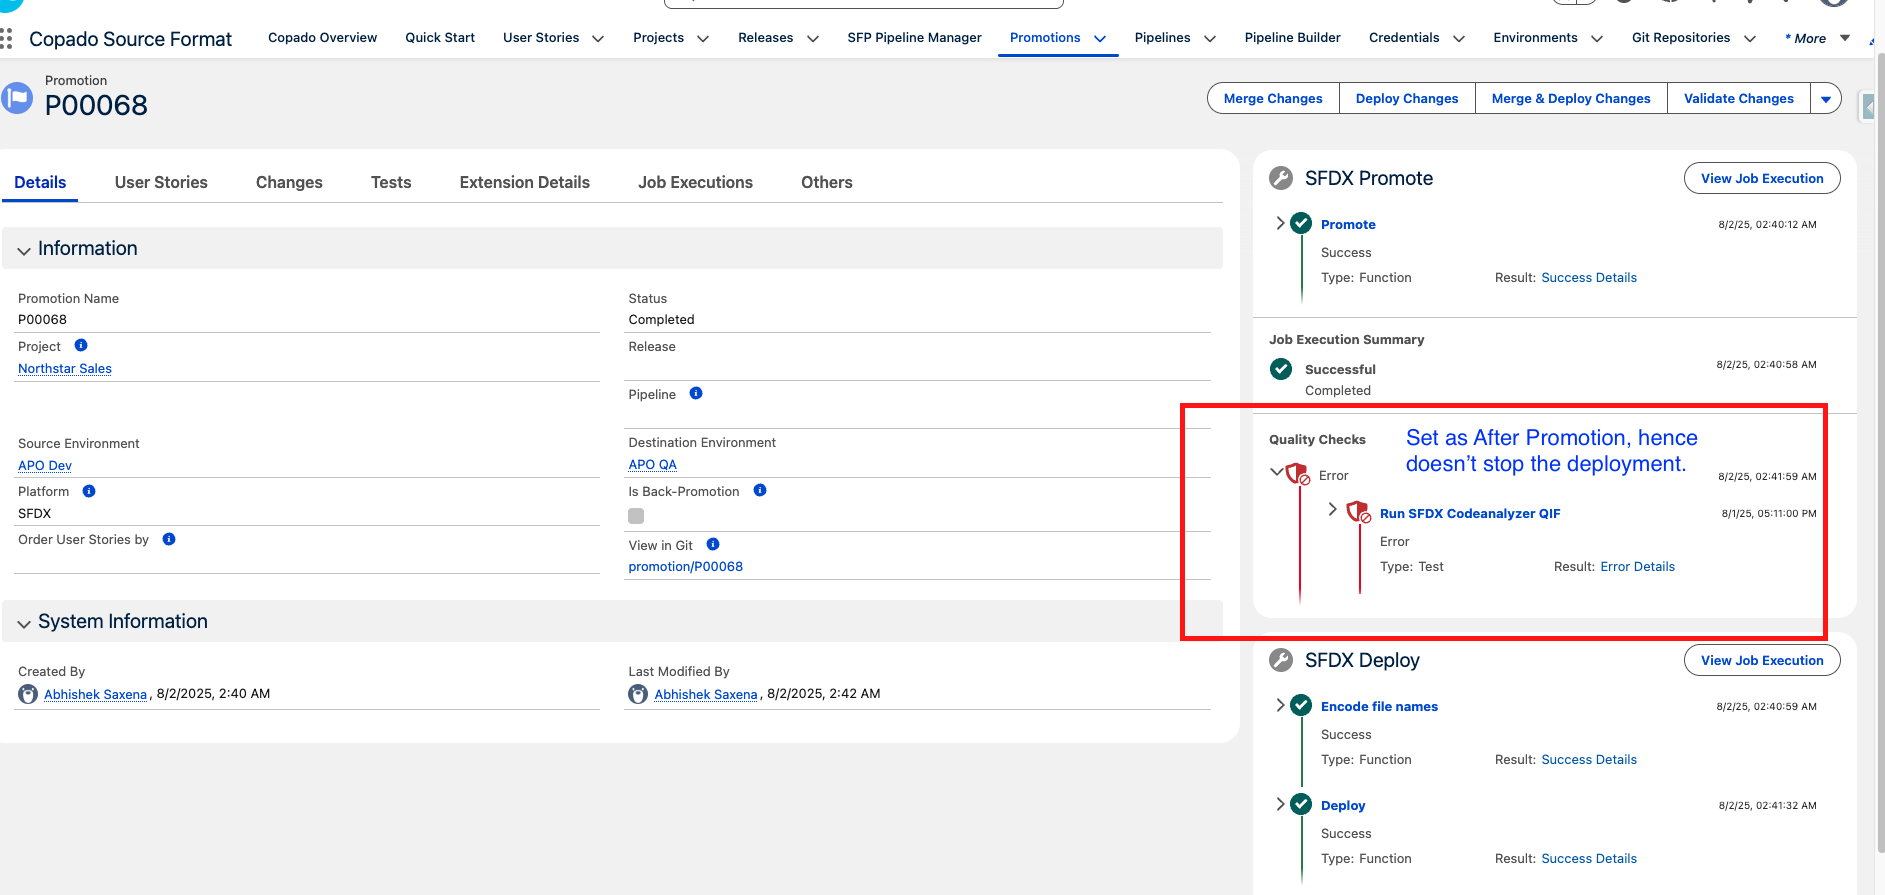 Copado Source Format
Copado Overview
Quick Start
User Stories
Projects
Releases
SFP Pipeline Manager
Promotions
Pipelines
Pipeline Builder
Credentials
Environments
Git Repositories
* More
Promotion
P00068
Merge Changes
Deploy Changes
Merge & Deploy Changes
Validate Changes
Details
User Stories
Changes
Tests
Extension Details
Job Executions
Others
Information
Promotion Name
P00068
Status
Completed
Project
Northstar Sales
Release
Pipeline
Source Environment
APO Dev
Destination Environment
APO QA
Platform
SFDX
Is Back-Promotion
Order User Stories by
View in Git
promotion/P00068
System Information
Created By
Abhishek Saxena, 8/2/2025, 2:40 AM
Last Modified By
Abhishek Saxena, 8/2/2025, 2:42 AM
SFDX Promote
View Job Execution
Promote
8/2/25, 02:40:12 AM
Success
Type: Function
Result: Success Details
Job Execution Summary
Successful
8/2/25, 02:40:58 AM
Completed
Quality Checks
Set as After Promotion, hence
doesn't stop the deployment.
Error
8/2/25, 02:41:59 AM
Run SFDX Codeanalyzer QIF
8/1/25, 05:11:00 PM
Error
Type: Test
Result: Error Details
SFDX Deploy
View Job Execution
Encode file names
8/2/25, 02:40:59 AM
Success
Type: Function
Result: Success Details
Deploy
8/2/25, 02:41:32 AM
Success
Type: Function
Result: Success Details